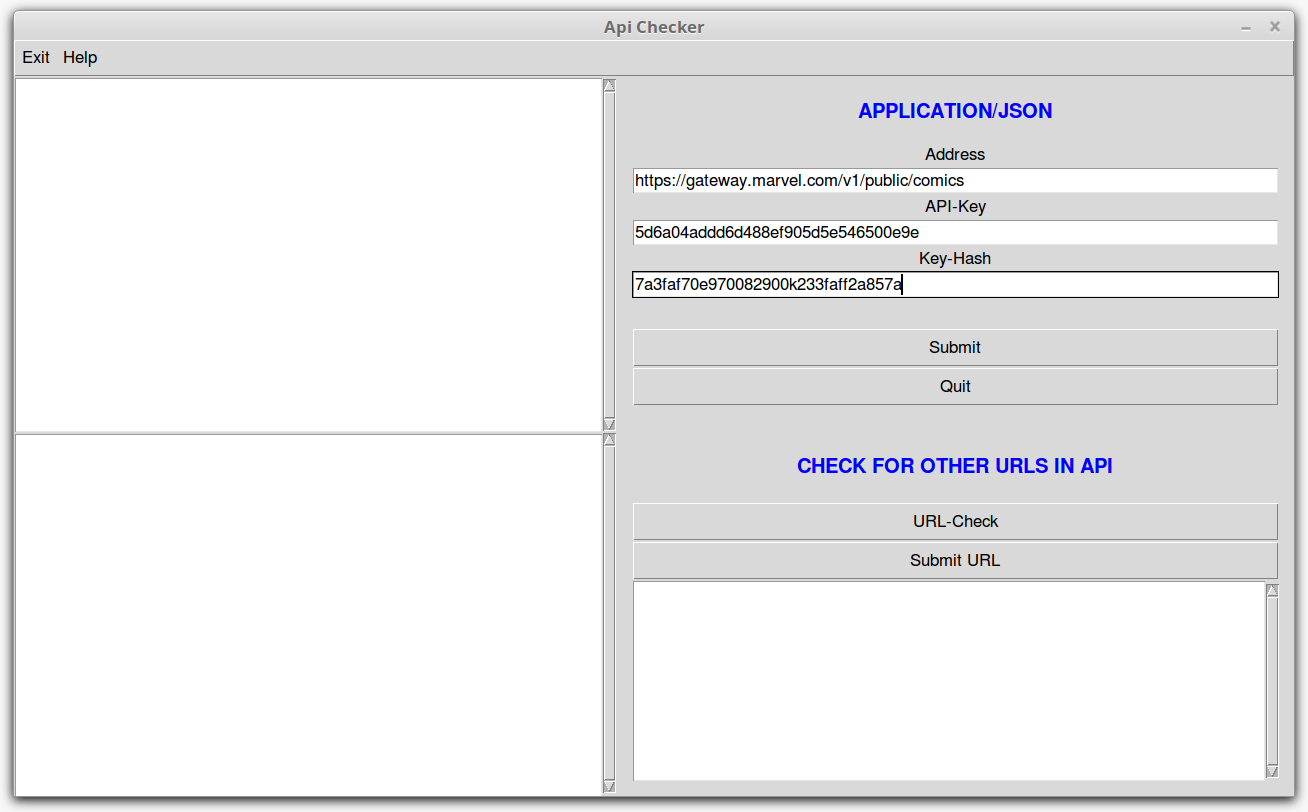 Api Checker
Exit Help
APPLICATION/JSON
Address
https://gateway.marvel.com/v1/public/comics
API-Key
5d6a04addd6d488ef905d5e546500e9e
Key-Hash
7a3faf70e970082900k233faff2a857a
Submit
Quit
CHECK FOR OTHER URLS IN API
URL-Check
Submit URL